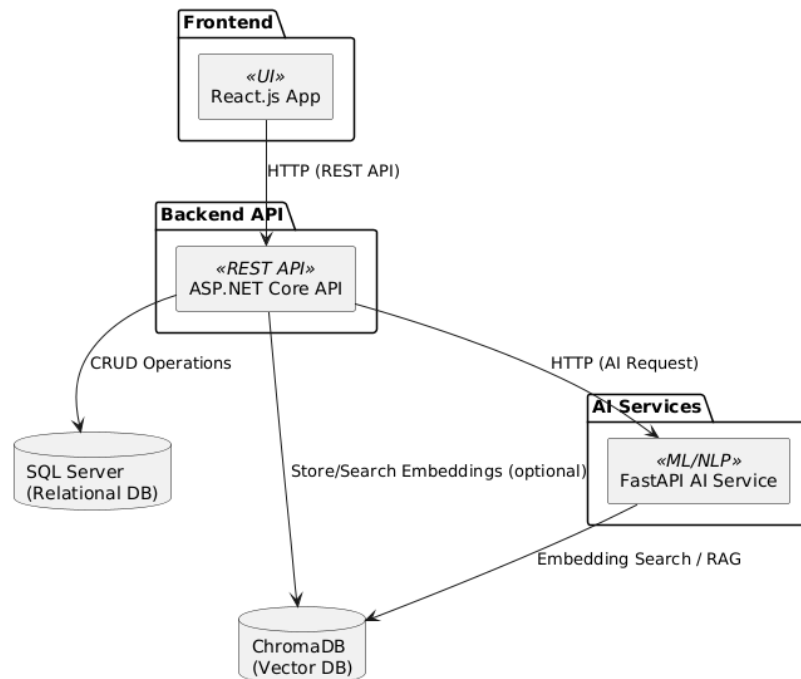 Frontend
«UI»
React.js App
HTTP (REST API)
Backend API
«REST API»
ASP.NET Core API
CRUD Operations
HTTP (AI Request)
AI Services
SQL Server
(Relational DB)
Store/Search Embeddings (optional)
«ML/NLP»
FastAPI AI Service
Embedding Search / RAG
ChromaDB
(Vector DB)